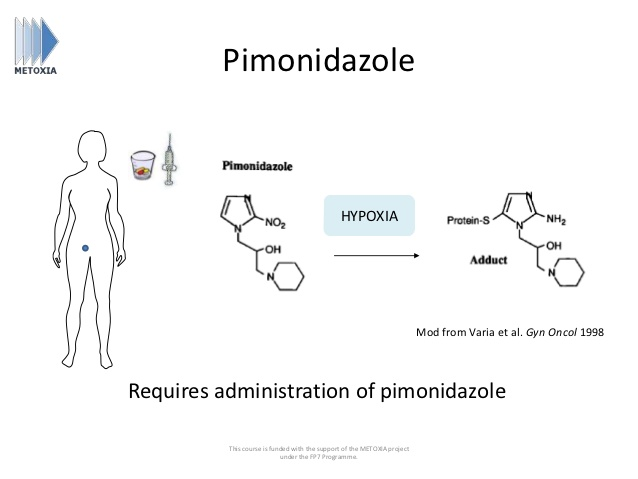 METOXIA
Pimonidazole
Pimonidazole
HYPOXIA
N
N
NO₂
OH
N
Protein-S
N
N
NH₂
OH
N
Adduct
Mod from Varia et al. Gyn Oncol 1998
Requires administration of pimonidazole
This course is funded with the support of the METOXIA project
under the FP7 Programme.